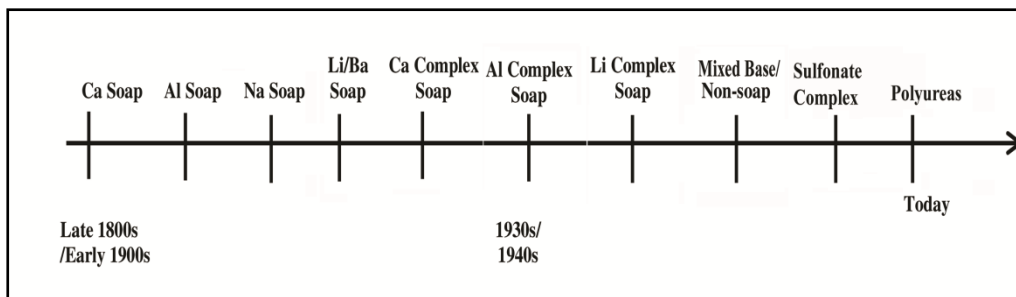 Ca Soap
Al Soap
Na Soap
Li/Ba
Soap
Ca Complex
Soap
Al Complex
Soap
Li Complex
Soap
Mixed Base/
Non-soap
Sulfonate
Complex
Polyureas
Late 1800s
/Early 1900s
1930s/
1940s
Today